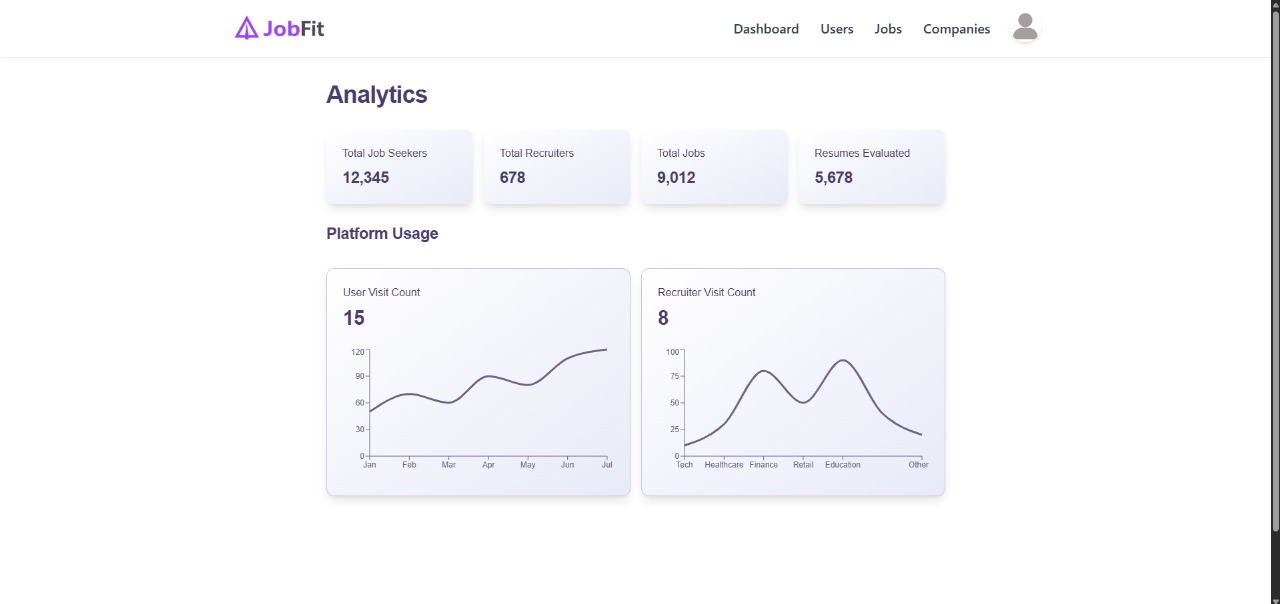 JobFit
Dashboard Users Jobs Companies
Analytics
Total Job Seekers
12,345
Total Recruiters
678
Total Jobs
9,012
Resumes Evaluated
5,678
Platform Usage
User Visit Count
15
120
90
60
30
0
Jan Feb Mar Apr May Jun Jul
Recruiter Visit Count
8
100
75
50
25
0
Tech Healthcare Finance Retail Education Other